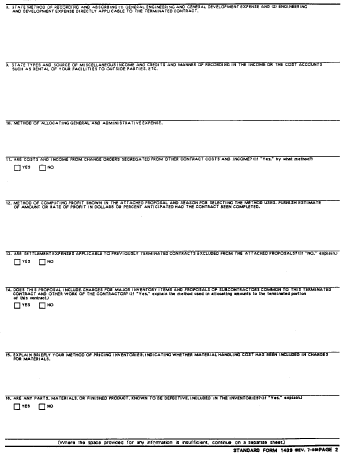 8. STATE METHOD OF RECORDING AND ABSORBING (1) GENERAL ENGINEERING AND GENERAL DEVELOPMENT EXPENSE AND (2) ENGINEERING
AND DEVELOPMENT EXPENSE DIRECTLY APPLICABLE TO THE TERMINATED CONTRACT.
9. STATE TYPES AND SOURCE OF MISCELLANEOUS INCOME AND CREDITS AND MANNER OF RECORDING IN THE INCOME OR THE COST ACCOUNTS
SUCH AS RENTAL OF YOUR FACILITIES TO OUTSIDE PARTIES, ETC.
10. METHOD OF ALLOCATING GENERAL AND ADMINISTRATIVE EXPENSE.
11. ARE COSTS AND INCOME FROM CHANGE ORDERS SEGREGATED FROM OTHER CONTRACT COSTS AND INCOME? (If "Yes," by what method?)
YES NO
12. METHOD OF COMPUTING PROFIT SHOWN IN THE ATTACHED PROPOSAL AND REASON FOR SELECTING THE METHOD USED. FURNISH ESTIMATE
OF AMOUNT OR RATE OF PROFIT IN DOLLARS OR PERCENT ANTICIPATED HAD THE CONTRACT BEEN COMPLETED.
13. ARE SETTLEMENT EXPENSES APPLICABLE TO PREVIOUSLY TERMINATED CONTRACTS EXCLUDED FROM THE ATTACHED PROPOSALS? (If "NO," explain.)
YES NO
14. DOES THIS PROPOSAL INCLUDE CHARGES FOR MAJOR INVENTORY ITEMS AND PROPOSALS OF SUBCONTRACTORS COMMON TO THIS TERMINATED
CONTRACT AND OTHER WORK OF THE CONTRACTOR? (If "Yes," explain the method used in allocating amounts to the terminated portion
of this contract.)
YES NO
15. EXPLAIN BRIEFLY YOUR METHOD OF PRICING INVENTORIES, INDICATING WHETHER MATERIAL HANDLING COST HAS BEEN INCLUDED IN CHARGES
FOR MATERIALS.
16. ARE ANY PARTS, MATERIALS, OR FINISHED PRODUCT, KNOWN TO BE DEFECTIVE, INCLUDED IN THE INVENTORIES? (If "Yes," explain.)
YES NO
(Where the space provided for any information is insufficient, continue on a separate sheet.)
STANDARD FORM 1439 (REV. 7-89) PAGE 2